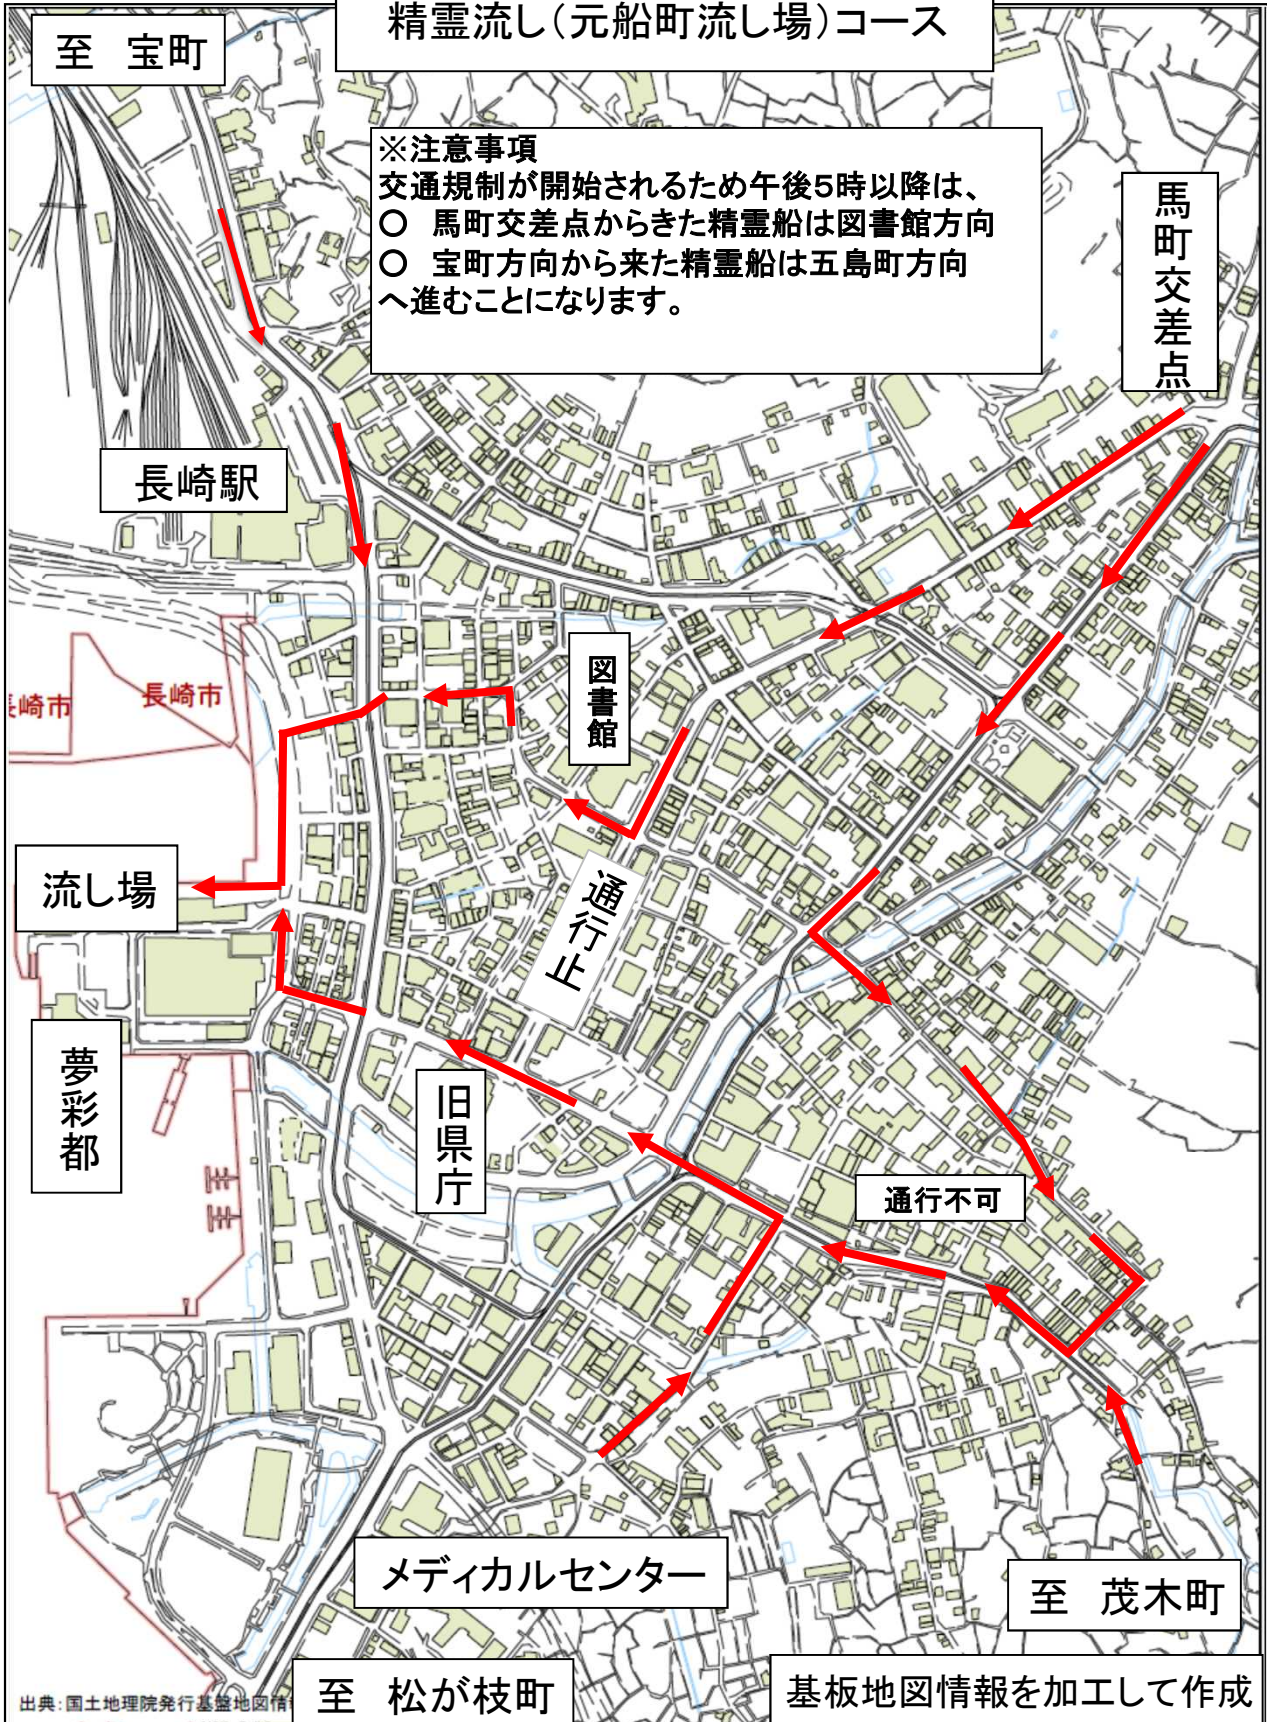 精霊流し(元船町流し場)コース
至　宝町
※注意事項
交通規制が開始されるため午後5時以降は、
○　馬町交差点からきた精霊船は図書館方向
○　宝町方向から来た精霊船は五島町方向
へ進むことになります。
馬町交差点
長崎駅
図書館
長崎市
長崎市
流し場
通行止
夢彩都
旧県庁
通行不可
メディカルセンター
至　茂木町
至　松が枝町
基板地図情報を加工して作成
出典:国土地理院発行基盤地図情